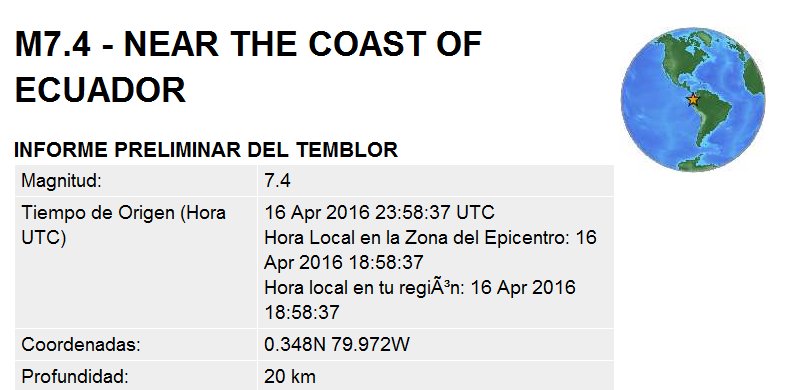 M7.4 - NEAR THE COAST OF
ECUADOR
INFORME PRELIMINAR DEL TEMBLOR
Magnitud: 7.4
Tiempo de Origen (Hora
UTC)
16 Apr 2016 23:58:37 UTC
Hora Local en la Zona del Epicentro: 16
Apr 2016 18:58:37
Hora local en tu regiÃ³n: 16 Apr 2016
18:58:37
Coordenadas: 0.348N 79.972W
Profundidad: 20 km